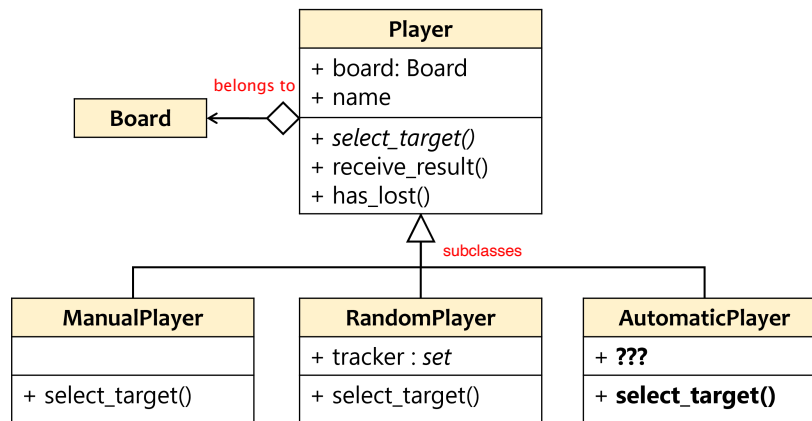 Player
+ board: Board
+ name
belongs to
Board
+ select_target()
+ receive_result()
+ has_lost()
subclasses
ManualPlayer
+ select_target()
RandomPlayer
+ tracker : set
+ select_target()
AutomaticPlayer
+ ???
+ select_target()